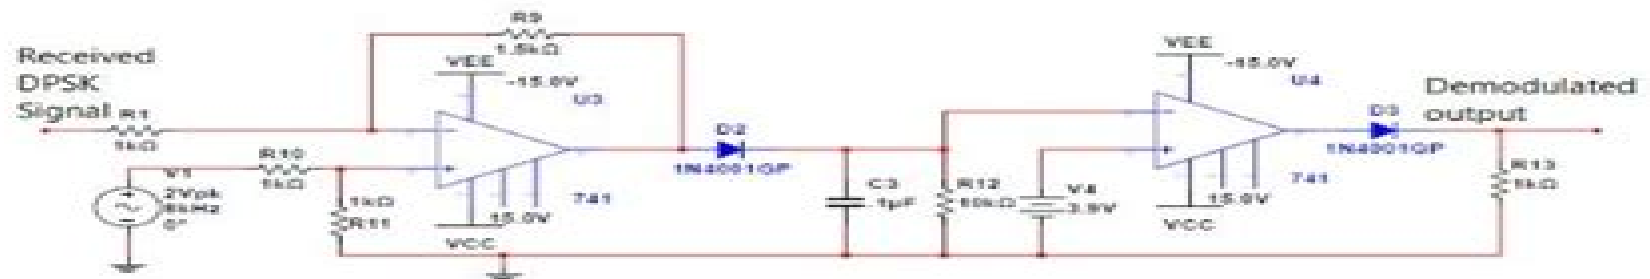 Received
DPSK
Signal
R1
1kΩ
V1
2Vpk
8kHz
0°
R10
1kΩ
1kΩ
R11
R9
1.5kΩ
VEE
-15.0V
U3
741
15.0V
VCC
D2
1N4001GP
C3
.1µF
R12
10kΩ
V4
3.9V
VEE
-15.0V
U4
741
15.0V
VCC
D3
1N4001GP
Demodulated
output
R13
1kΩ